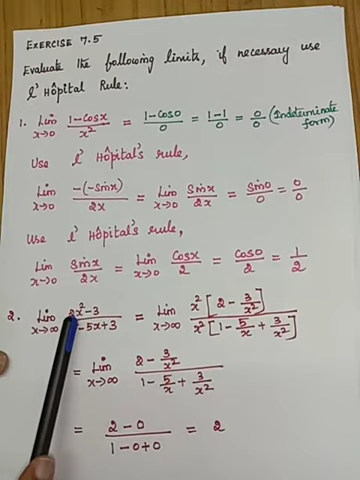 EXERCISE 7.5
Evaluate the following limits, if necessary use
l' Hôpital Rule:
1. Lim x→0 (1-cosx)/x² = (1-cos0)/0 = (1-1)/0 = 0/0 (Indeterminate form)
Use l' Hôpital's rule,
Lim x→0 -(-sinx)/2x = Lim x→0 sinx/2x = sin0/0 = 0/0
Use l' Hôpital's rule,
Lim x→0 sinx/2x = Lim x→0 cosx/2 = cos0/2 = 1/2
2. Lim x→∞ (2x²-3)/(-5x+3) = Lim x→∞ x²[2 - 3/x²]/x²[1 - 5/x + 3/x²]
= Lim x→∞ (2 - 3/x²)/(1 - 5/x + 3/x²)
= (2-0)/(1-0+0) = 2